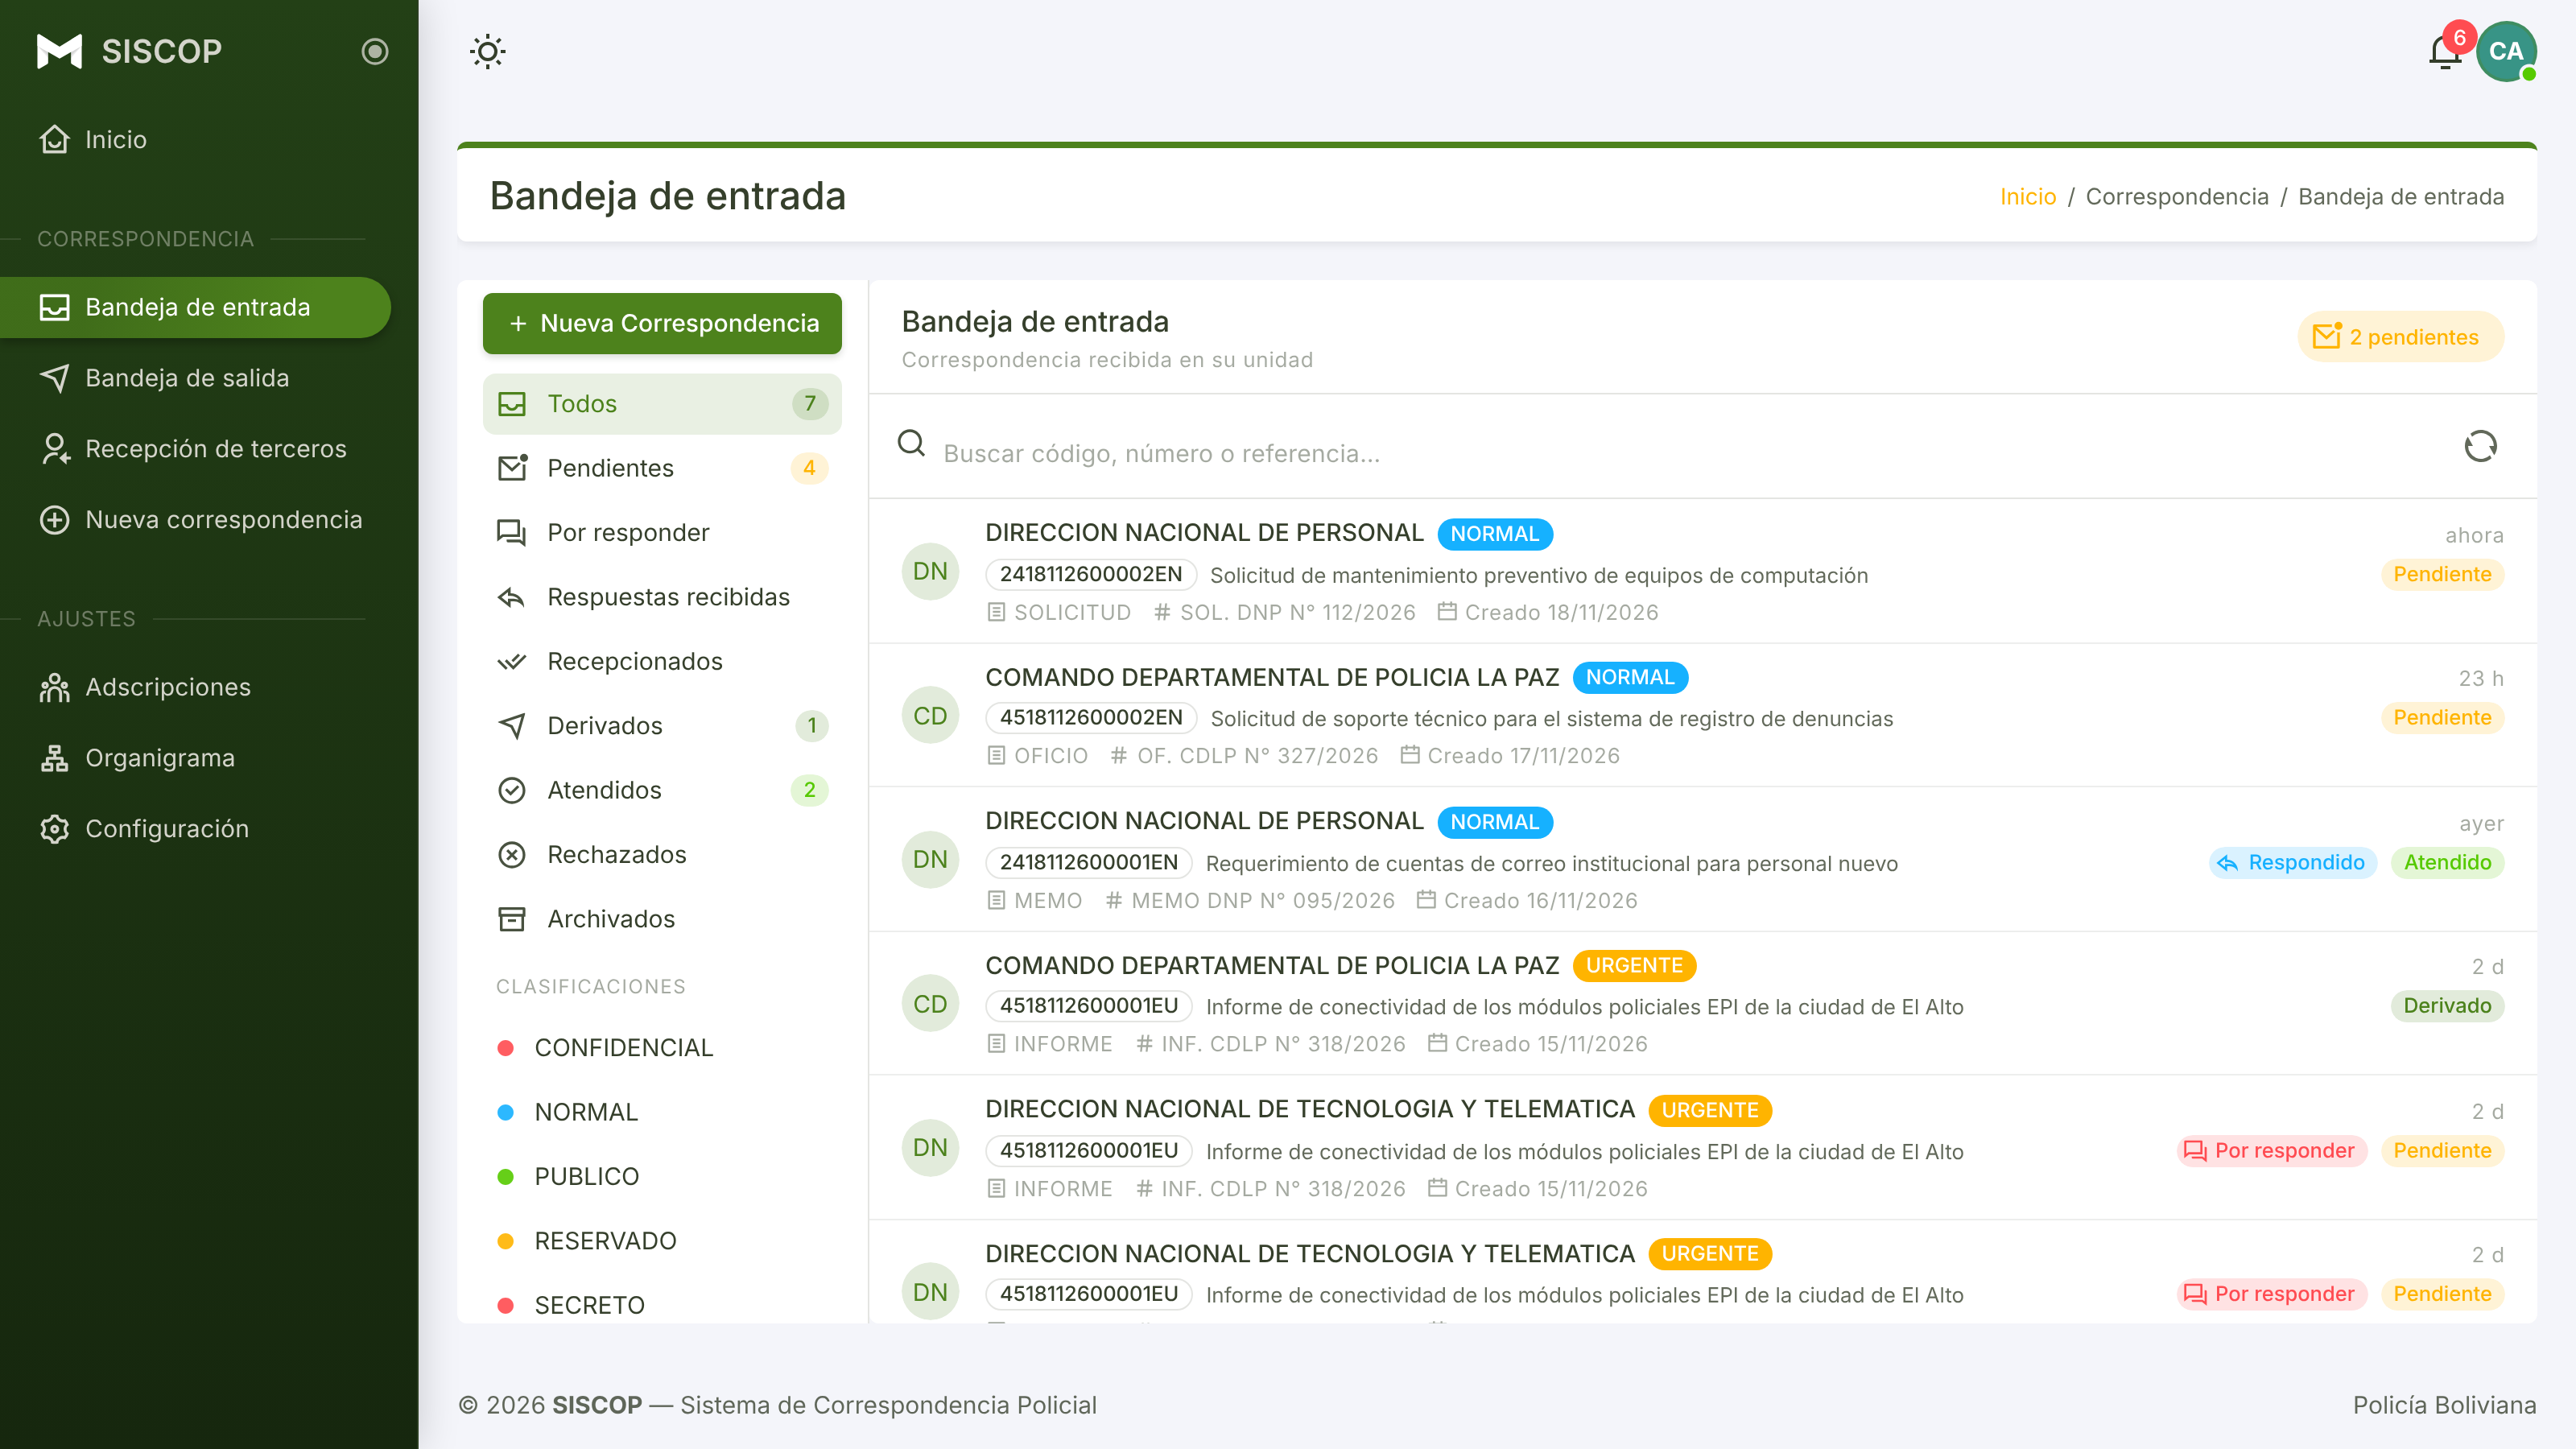 SISCOP
Inicio
CORRESPONDENCIA
Bandeja de entrada
Bandeja de salida
Recepción de terceros
Nueva correspondencia
AJUSTES
Adscripciones
Organigrama
Configuración
6
CA
Bandeja de entrada
Inicio / Correspondencia / Bandeja de entrada
+ Nueva Correspondencia
Todos 7
Pendientes 4
Por responder
Respuestas recibidas
Recepcionados
Derivados 1
Atendidos 2
Rechazados
Archivados
CLASIFICACIONES
CONFIDENCIAL
NORMAL
PUBLICO
RESERVADO
SECRETO
Bandeja de entrada
Correspondencia recibida en su unidad
2 pendientes
Buscar código, número o referencia...
DN
DIRECCION NACIONAL DE PERSONAL NORMAL ahora
2418112600002EN Solicitud de mantenimiento preventivo de equipos de computación Pendiente
SOLICITUD # SOL. DNP N° 112/2026 Creado 18/11/2026
CD
COMANDO DEPARTAMENTAL DE POLICIA LA PAZ NORMAL 23 h
4518112600002EN Solicitud de soporte técnico para el sistema de registro de denuncias Pendiente
OFICIO # OF. CDLP N° 327/2026 Creado 17/11/2026
DN
DIRECCION NACIONAL DE PERSONAL NORMAL ayer
2418112600001EN Requerimiento de cuentas de correo institucional para personal nuevo Respondido Atendido
MEMO # MEMO DNP N° 095/2026 Creado 16/11/2026
CD
COMANDO DEPARTAMENTAL DE POLICIA LA PAZ URGENTE 2 d
4518112600001EU Informe de conectividad de los módulos policiales EPI de la ciudad de El Alto Derivado
INFORME # INF. CDLP N° 318/2026 Creado 15/11/2026
DN
DIRECCION NACIONAL DE TECNOLOGIA Y TELEMATICA URGENTE 2 d
4518112600001EU Informe de conectividad de los módulos policiales EPI de la ciudad de El Alto Por responder Pendiente
INFORME # INF. CDLP N° 318/2026 Creado 15/11/2026
DN
DIRECCION NACIONAL DE TECNOLOGIA Y TELEMATICA URGENTE 2 d
4518112600001EU Informe de conectividad de los módulos policiales EPI de la ciudad de El Alto Por responder Pendiente
© 2026 SISCOP — Sistema de Correspondencia Policial
Policía Boliviana